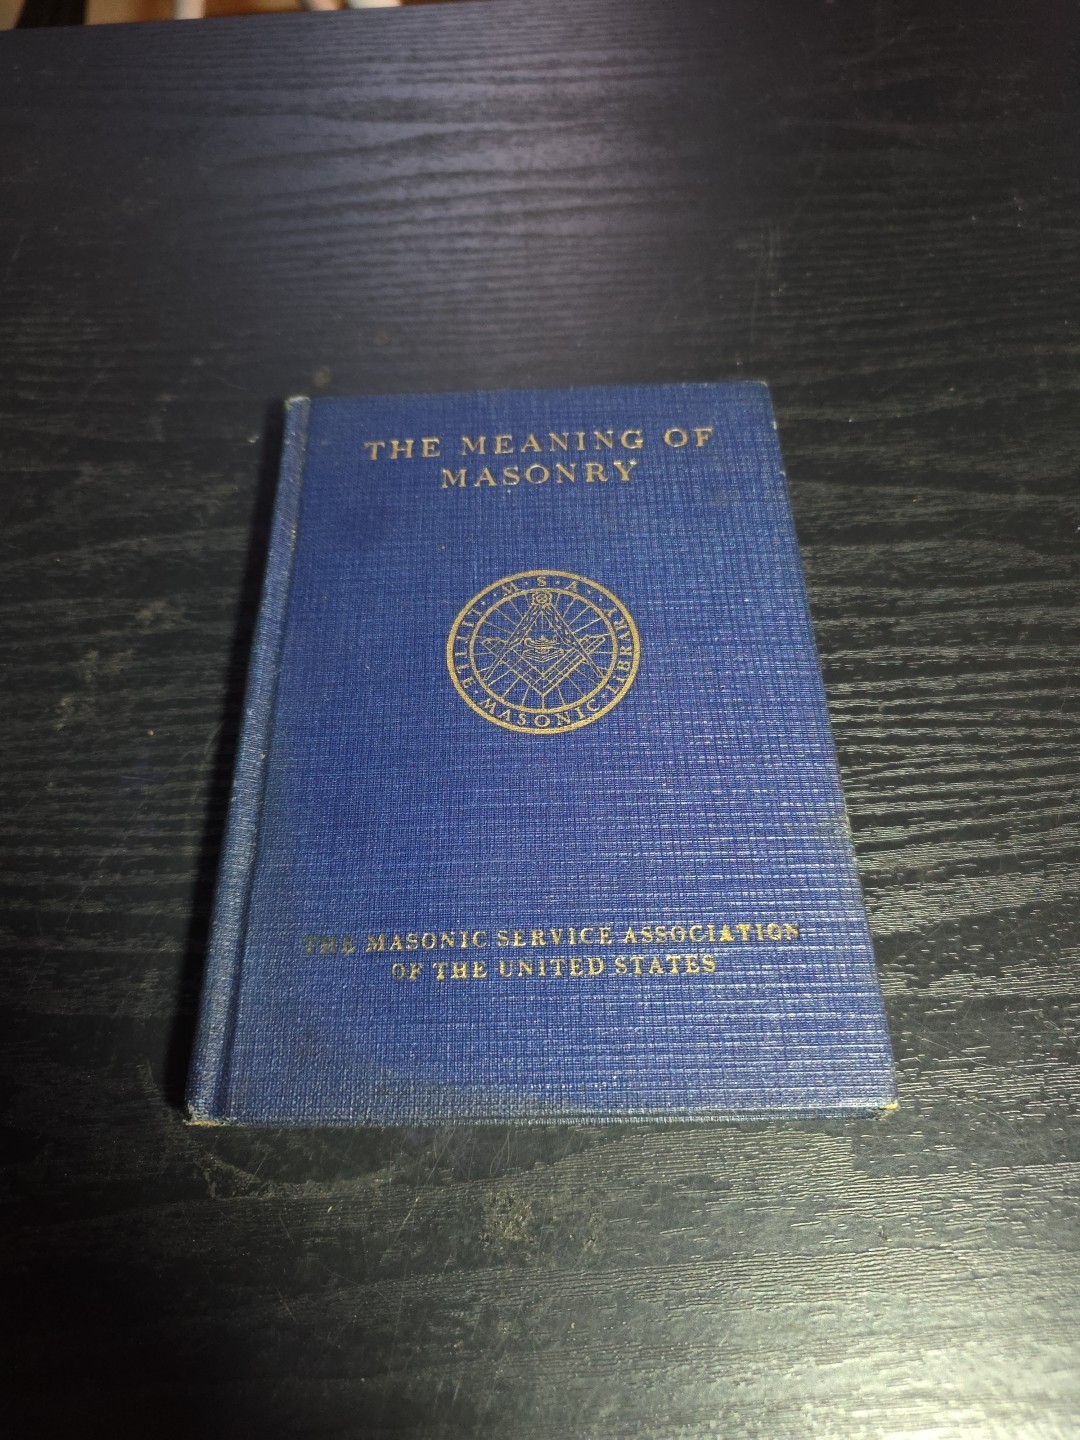 THE MEANING OF
MASONRY
· M · S · A ·
LITTLE · MASONIC · LIBRARY
THE MASONIC SERVICE ASSOCIATION
OF THE UNITED STATES